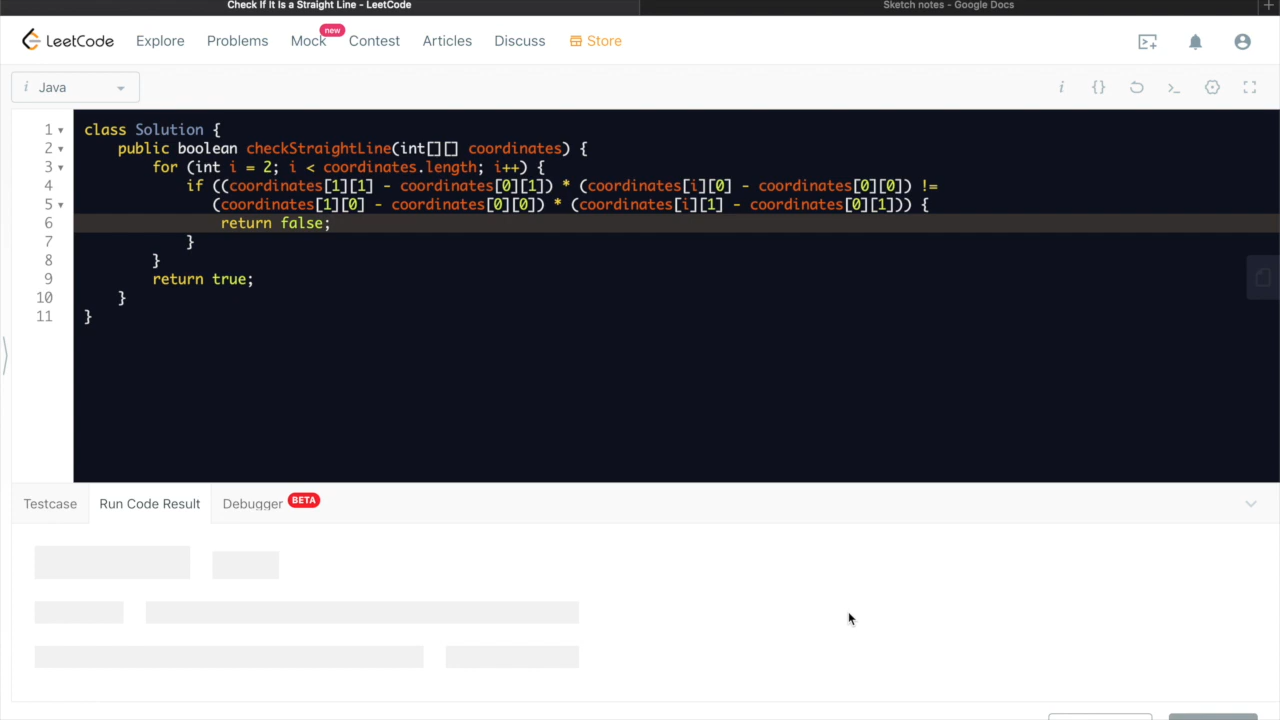 Check If It Is a Straight Line - LeetCode
Sketch notes - Google Docs
LeetCode
Explore
Problems
Mock
new
Contest
Articles
Discuss
Store
i Java
i {} >_
1 class Solution {
2 public boolean checkStraightLine(int[][] coordinates) {
3 for (int i = 2; i < coordinates.length; i++) {
4 if ((coordinates[1][1] - coordinates[0][1]) * (coordinates[i][0] - coordinates[0][0]) !=
5 (coordinates[1][0] - coordinates[0][0]) * (coordinates[i][1] - coordinates[0][1])) {
6 return false;
7 }
8 }
9 return true;
10 }
11 }
Testcase
Run Code Result
Debugger
BETA